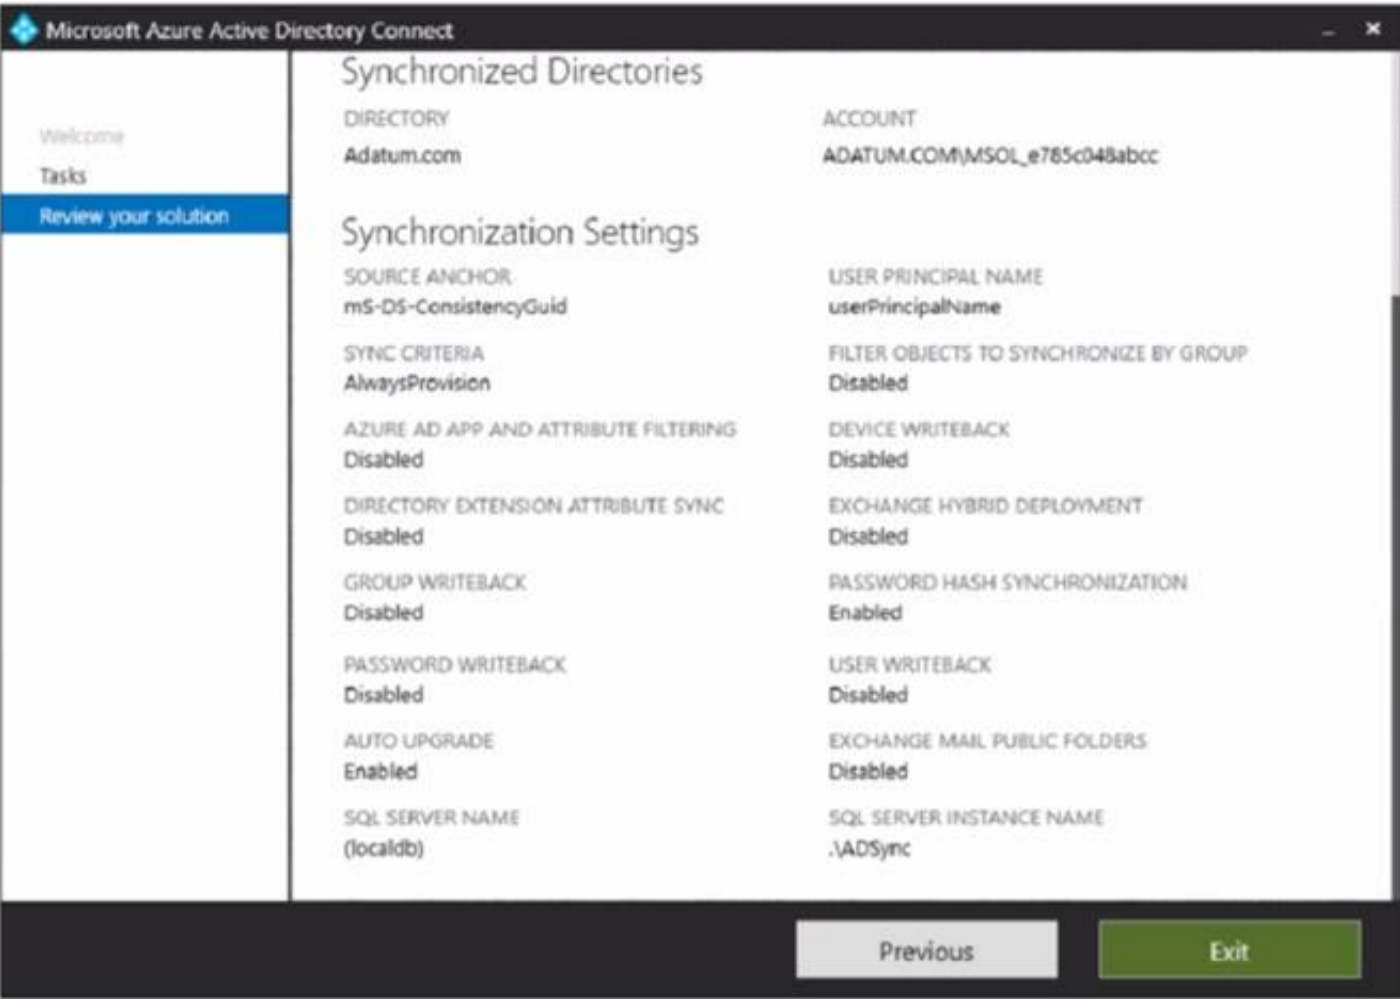 Microsoft Azure Active Directory Connect
Welcome
Tasks
Review your solution
Synchronized Directories
DIRECTORY
ACCOUNT
Adatum.com
ADATUM.COM\MSOL_e785c048abcc
Synchronization Settings
SOURCE ANCHOR
USER PRINCIPAL NAME
mS-DS-ConsistencyGuid
userPrincipalName
SYNC CRITERIA
FILTER OBJECTS TO SYNCHRONIZE BY GROUP
AlwaysProvision
Disabled
AZURE AD APP AND ATTRIBUTE FILTERING
DEVICE WRITEBACK
Disabled
Disabled
DIRECTORY EXTENSION ATTRIBUTE SYNC
EXCHANGE HYBRID DEPLOYMENT
Disabled
Disabled
GROUP WRITEBACK
PASSWORD HASH SYNCHRONIZATION
Disabled
Enabled
PASSWORD WRITEBACK
USER WRITEBACK
Disabled
Disabled
AUTO UPGRADE
EXCHANGE MAIL PUBLIC FOLDERS
Enabled
Disabled
SQL SERVER NAME
SQL SERVER INSTANCE NAME
(localdb)
.\ADSync
Previous
Exit